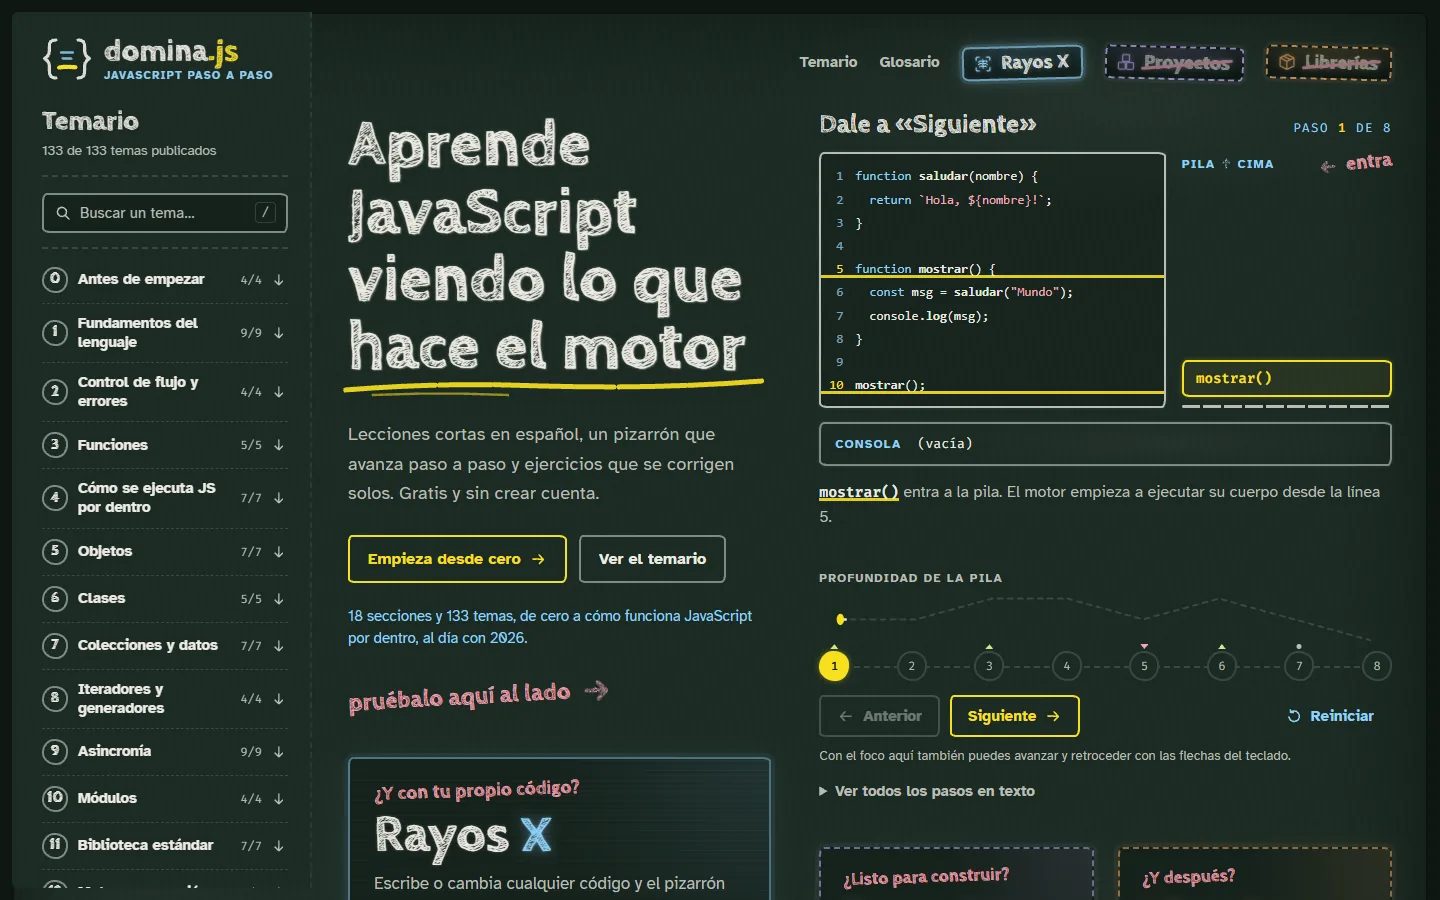 domina.js
JAVASCRIPT PASO A PASO
Temario
133 de 133 temas publicados
Buscar un tema...
/
0 Antes de empezar 4/4 ↓
1 Fundamentos del lenguaje 9/9 ↓
2 Control de flujo y errores 4/4 ↓
3 Funciones 5/5 ↓
4 Cómo se ejecuta JS por dentro 7/7 ↓
5 Objetos 7/7 ↓
6 Clases 5/5 ↓
7 Colecciones y datos 7/7 ↓
8 Iteradores y generadores 4/4 ↓
9 Asincronía 9/9 ↓
10 Módulos 4/4 ↓
11 Biblioteca estándar 7/7 ↓
Temario
Glosario
Rayos X
Proyectos
Librerías
Aprende
JavaScript
viendo lo que
hace el motor
Lecciones cortas en español, un pizarrón que
avanza paso a paso y ejercicios que se corrigen
solos. Gratis y sin crear cuenta.
Empieza desde cero →
Ver el temario
18 secciones y 133 temas, de cero a cómo funciona JavaScript
por dentro, al día con 2026.
pruébalo aquí al lado →
¿Y con tu propio código?
Rayos X
Escribe o cambia cualquier código y el pizarrón
Dale a «Siguiente»
PASO 1 DE 8
1 function saludar(nombre) {
2 return `Hola, ${nombre}!`;
3 }
4
5 function mostrar() {
6 const msg = saludar("Mundo");
7 console.log(msg);
8 }
9
10 mostrar();
PILA ↑ CIMA
← entra
mostrar()
CONSOLA (vacía)
mostrar() entra a la pila. El motor empieza a ejecutar su cuerpo desde la línea
5.
PROFUNDIDAD DE LA PILA
1 2 3 4 5 6 7 8
← Anterior
Siguiente →
Reiniciar
Con el foco aquí también puedes avanzar y retroceder con las flechas del teclado.
▶ Ver todos los pasos en texto
¿Listo para construir?
¿Y después?